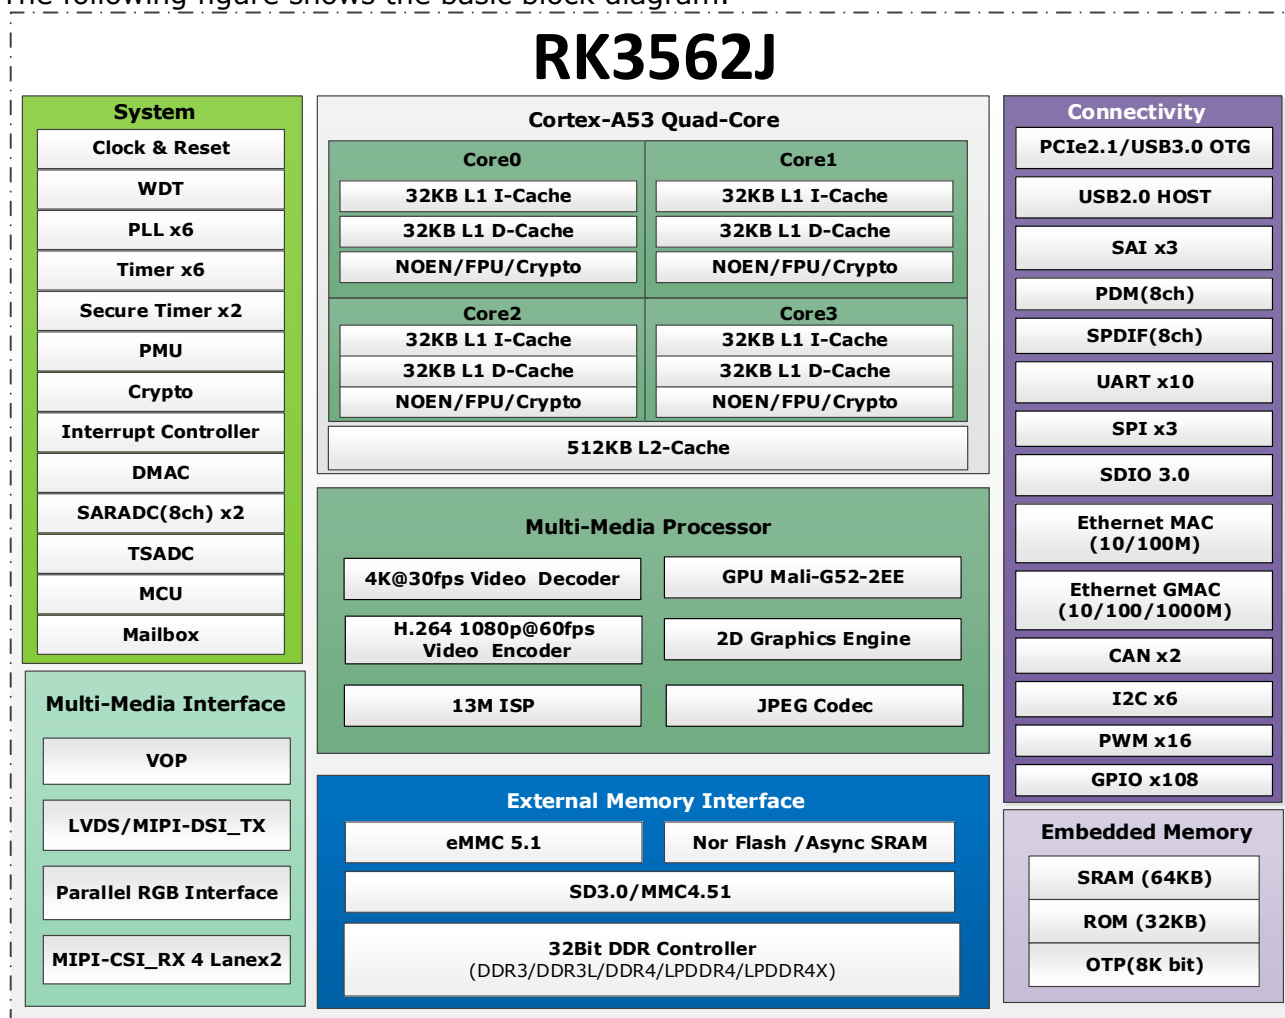 The following figure shows the basic block diagram.
RK3562J
System
Clock & Reset
WDT
PLL x6
Timer x6
Secure Timer x2
PMU
Crypto
Interrupt Controller
DMAC
SARADC(8ch) x2
TSADC
MCU
Mailbox
Multi-Media Interface
VOP
LVDS/MIPI-DSI_TX
Parallel RGB Interface
MIPI-CSI_RX 4 Lanex2
Cortex-A53 Quad-Core
Core0
32KB L1 I-Cache
32KB L1 D-Cache
NOEN/FPU/Crypto
Core1
32KB L1 I-Cache
32KB L1 D-Cache
NOEN/FPU/Crypto
Core2
32KB L1 I-Cache
32KB L1 D-Cache
NOEN/FPU/Crypto
Core3
32KB L1 I-Cache
32KB L1 D-Cache
NOEN/FPU/Crypto
512KB L2-Cache
Multi-Media Processor
4K@30fps Video Decoder
GPU Mali-G52-2EE
H.264 1080p@60fps
Video Encoder
2D Graphics Engine
13M ISP
JPEG Codec
External Memory Interface
eMMC 5.1
Nor Flash /Async SRAM
SD3.0/MMC4.51
32Bit DDR Controller
(DDR3/DDR3L/DDR4/LPDDR4/LPDDR4X)
Connectivity
PCIe2.1/USB3.0 OTG
USB2.0 HOST
SAI x3
PDM(8ch)
SPDIF(8ch)
UART x10
SPI x3
SDIO 3.0
Ethernet MAC
(10/100M)
Ethernet GMAC
(10/100/1000M)
CAN x2
I2C x6
PWM x16
GPIO x108
Embedded Memory
SRAM (64KB)
ROM (32KB)
OTP(8K bit)